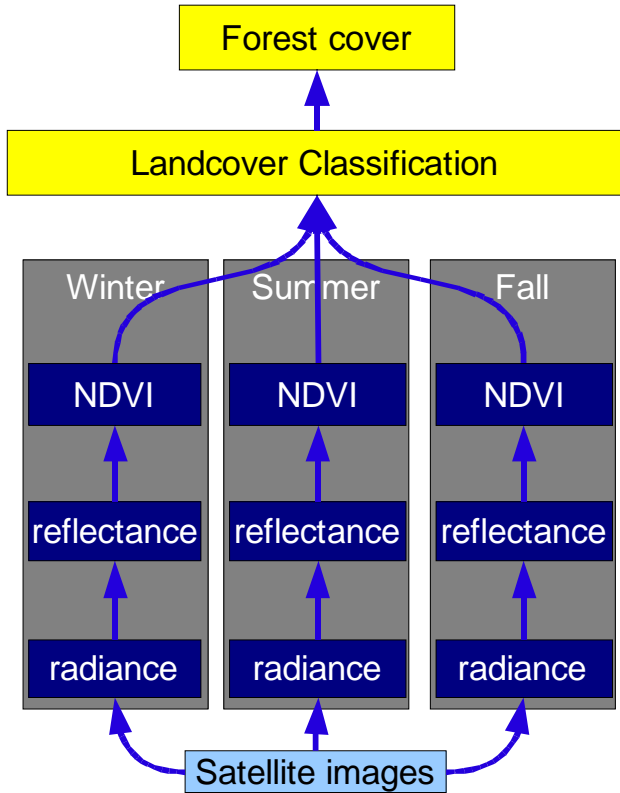 Forest cover
Landcover Classification
Winter
Summer
Fall
NDVI
NDVI
NDVI
reflectance
reflectance
reflectance
radiance
radiance
radiance
Satellite images